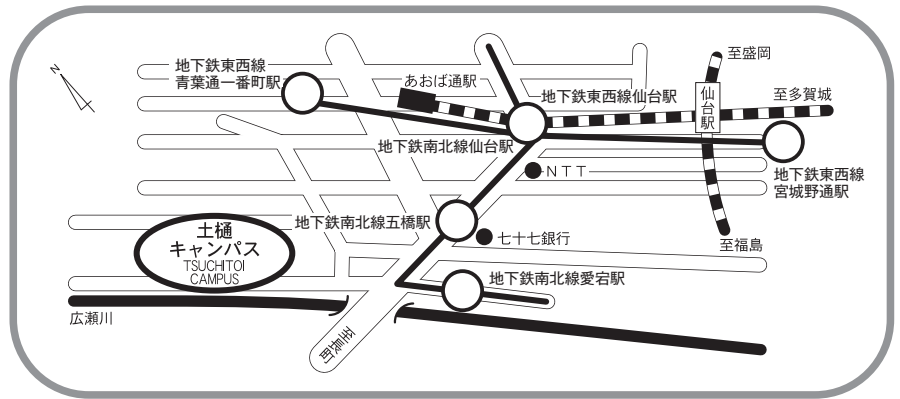 N
至盛岡
地下鉄東西線
青葉通一番町駅
あおば通駅
地下鉄東西線仙台駅
仙台駅
至多賀城
地下鉄南北線仙台駅
NTT
地下鉄東西線
宮城野通駅
地下鉄南北線五橋駅
七十七銀行
至福島
土樋
キャンパス
TSUCHITOI
CAMPUS
地下鉄南北線愛宕駅
広瀬川
至長町